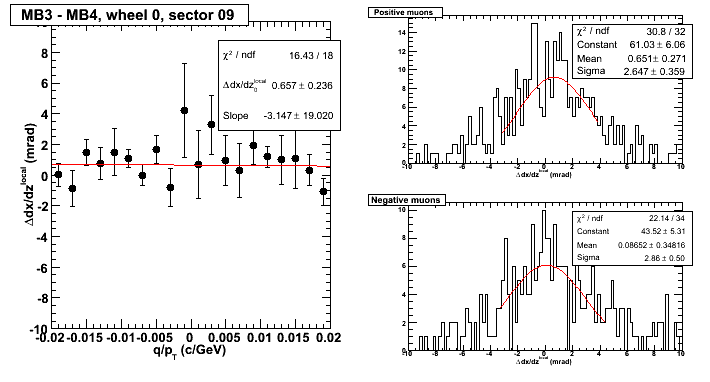 MB3 - MB4, wheel 0, sector 09
χ² / ndf 16.43 / 18
Δdx/dz₀^local 0.657 ± 0.236
Slope -3.147 ± 19.020
Δdx/dz^local (mrad)
10
8
6
4
2
0
-2
-4
-6
-8
-10
-0.02 -0.015 -0.01 -0.005 0 0.005 0.01 0.015 0.02
q/p_T (c/GeV)
Positive muons
χ² / ndf 30.8 / 32
Constant 61.03 ± 6.06
Mean 0.651 ± 0.271
Sigma 2.647 ± 0.359
14
12
10
8
6
4
2
0
-10 -8 -6 -4 -2 0 2 4 6 8 10
Δdx/dz^local (mrad)
Negative muons
χ² / ndf 22.14 / 34
Constant 43.52 ± 5.31
Mean 0.08652 ± 0.34816
Sigma 2.86 ± 0.50
10
8
6
4
2
0
-10 -8 -6 -4 -2 0 2 4 6 8 10
Δdx/dz^local (mrad)